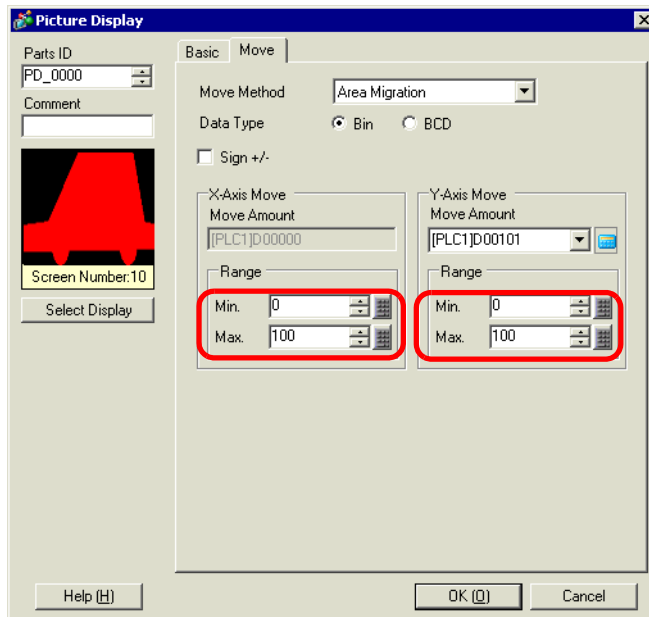 Picture Display
Parts ID
PD_0000
Comment
Screen Number:10
Select Display
Basic Move
Move Method Area Migration
Data Type Bin BCD
Sign +/-
X-Axis Move
Move Amount
[PLC1]D00000
Range
Min. 0
Max. 100
Y-Axis Move
Move Amount
[PLC1]D00101
Range
Min. 0
Max. 100
Help (H) OK (O) Cancel